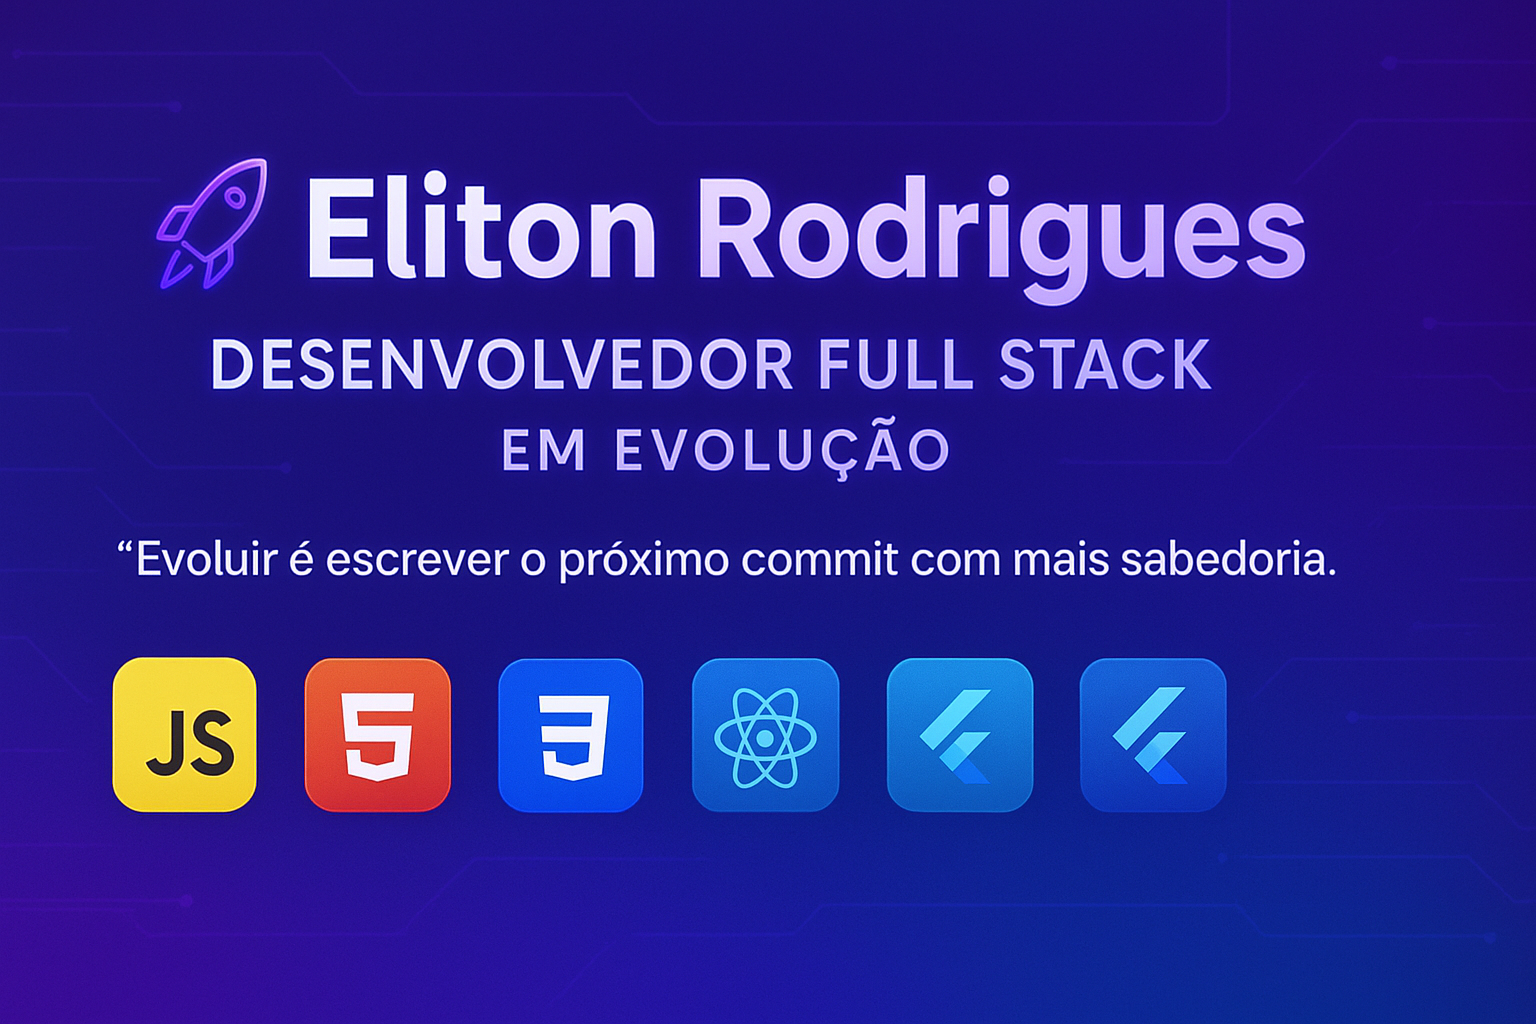 Eliton Rodrigues
DESENVOLVEDOR FULL STACK
EM EVOLUÇÃO
“Evoluir é escrever o próximo commit com mais sabedoria.
JS